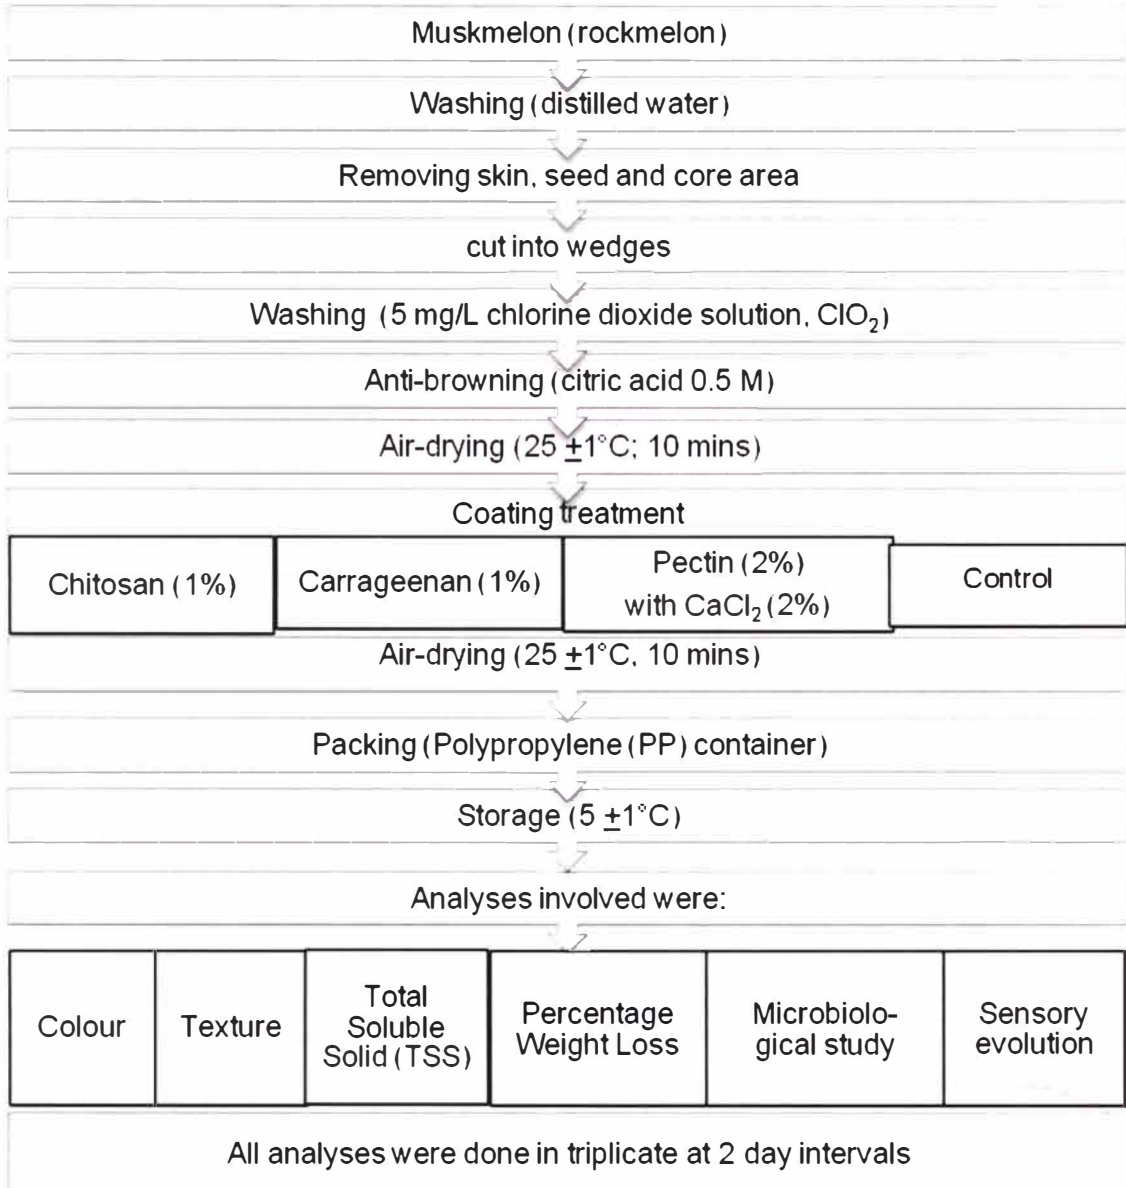 Muskmelon (rockmelon)
Washing (distilled water)
Removing skin, seed and core area
cut into wedges
Washing (5 mg/L chlorine dioxide solution, ClO₂)
Anti-browning (citric acid 0.5 M)
Air-drying (25 ±1°C; 10 mins)
Coating treatment
Chitosan (1%)
Carrageenan (1%)
Pectin (2%)
with CaCl₂ (2%)
Control
Air-drying (25 ±1°C, 10 mins)
Packing (Polypropylene (PP) container)
Storage (5 ±1°C)
Analyses involved were:
Colour
Texture
Total
Soluble
Solid (TSS)
Percentage
Weight Loss
Microbiolo-
gical study
Sensory
evolution
All analyses were done in triplicate at 2 day intervals